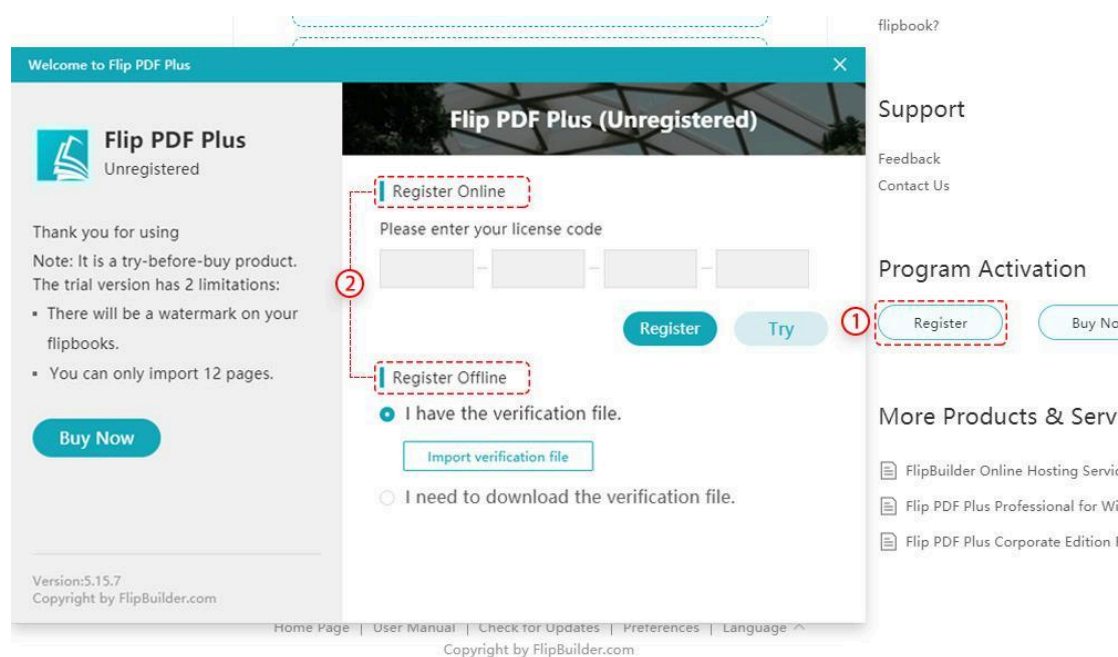 flipbook?
Welcome to Flip PDF Plus
Flip PDF Plus
Unregistered
Thank you for using
Note: It is a try-before-buy product.
The trial version has 2 limitations:
There will be a watermark on your
flipbooks.
You can only import 12 pages.
Buy Now
Version:5.15.7
Copyright by FlipBuilder.com
Flip PDF Plus (Unregistered)
Register Online
Please enter your license code
2
Register
Try
Register Offline
I have the verification file.
Import verification file
I need to download the verification file.
Support
Feedback
Contact Us
Program Activation
1
Register
Buy
More Products &
FlipBuilder Online Hosting
Flip PDF Plus Professional for
Flip PDF Plus Corporate Edition
Home Page | User Manual | Check for Updates | Preferences | Language
Copyright by FlipBuilder.com